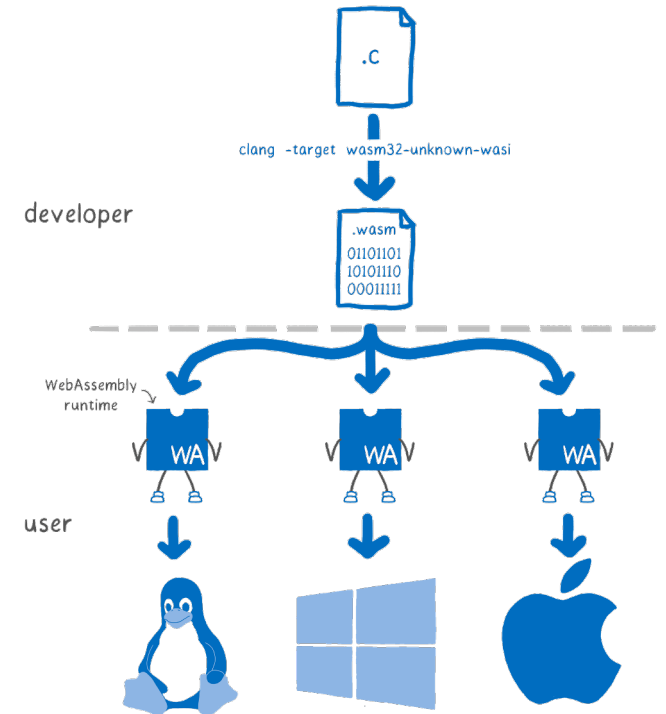 .c
clang -target wasm32-unknown-wasi
developer
.wasm
01101101
10101110
00011111
WebAssembly
runtime
WA
WA
WA
user